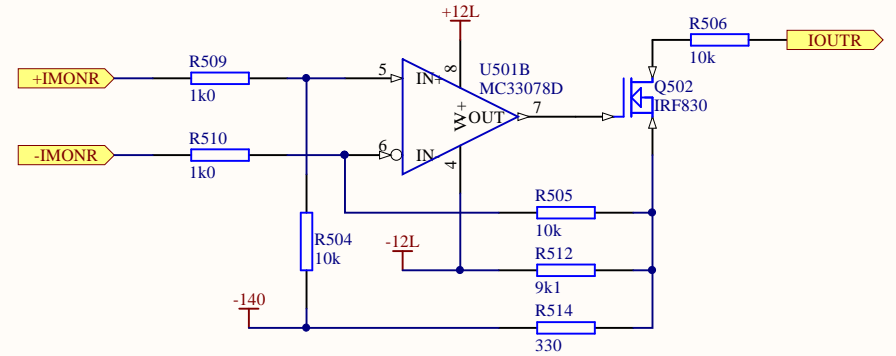 +12L
R506
IOUTR
10k
R509
+IMONR
1k0
5
IN+
8
U501B
MC33078D
Q502
IRF830
V+
V-
OUT
7
R510
-IMONR
1k0
6
IN-
4
R505
10k
R504
10k
-12L
R512
9k1
-140
R514
330